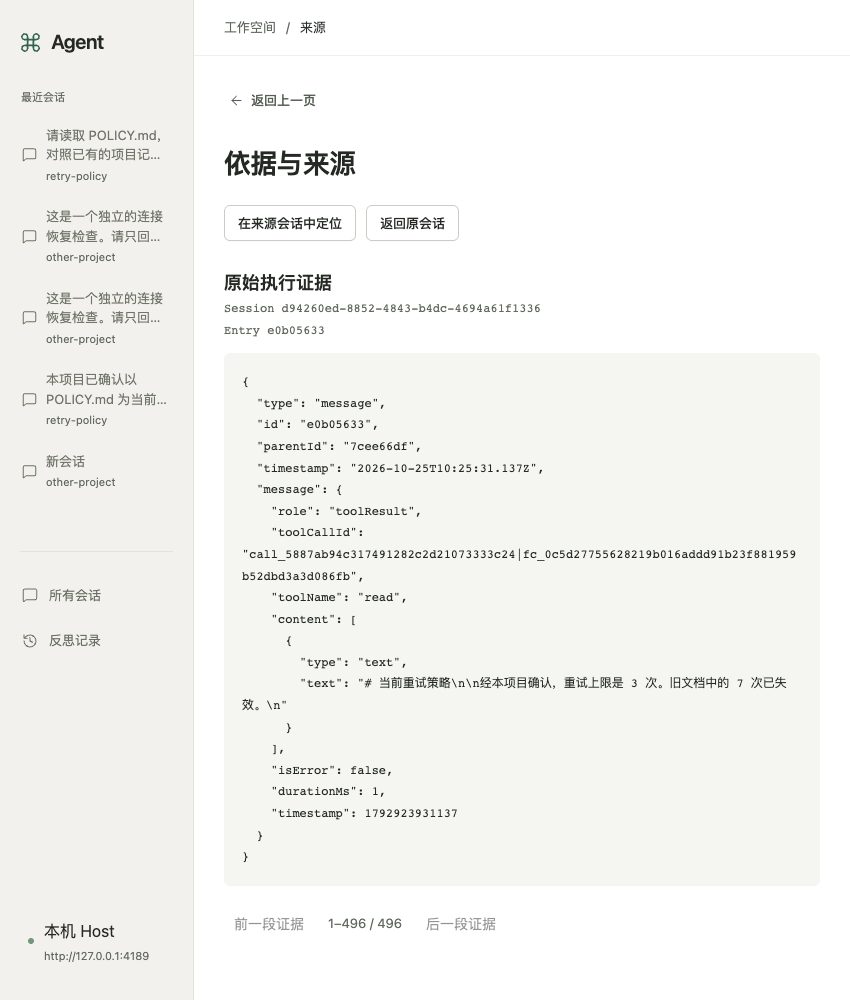 Agent
最近会话
请读取 POLICY.md,
对照已有的项目记...
retry-policy
这是一个独立的连接
恢复检查。请只回...
other-project
这是一个独立的连接
恢复检查。请只回...
other-project
本项目已确认以
POLICY.md 为当前...
retry-policy
新会话
other-project
所有会话
反思记录
本机 Host
http://127.0.0.1:4189
工作空间 / 来源
← 返回上一页
依据与来源
在来源会话中定位 返回原会话
原始执行证据
Session d94260ed-8852-4843-b4dc-4694a61f1336
Entry e0b05633
{
"type": "message",
"id": "e0b05633",
"parentId": "7cee66df",
"timestamp": "2026-10-25T10:25:31.137Z",
"message": {
"role": "toolResult",
"toolCallId":
"call_5887ab94c317491282c2d21073333c24|fc_0c5d27755628219b016addd91b23f881959
b52dbd3a3d086fb",
"toolName": "read",
"content": [
{
"type": "text",
"text": "# 当前重试策略\n\n经本项目确认，重试上限是 3 次。旧文档中的 7 次已失
效。\n"
}
],
"isError": false,
"durationMs": 1,
"timestamp": 1792923931137
}
}
前一段证据 1–496 / 496 后一段证据